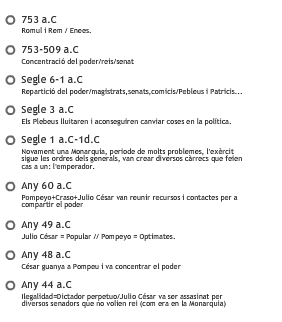 753 a.C
Romul i Rem / Enees.
753-509 a.C
Concentració del poder/reis/senat
Segle 6-1 a.C
Repartició del poder/magistrats,senats,comicis/Pebleus i Patricis...
Segle 3 a.C
Els Plebeus lluitaren i aconseguiren canviar coses en la política.
Segle 1 a.C-1d.C
Novament una Monarquia, periode de molts problemes, l'exèrcit
sigue les ordres dels generals, van crear diversos càrrecs que feien
cas a un: l'emperador.
Any 60 a.C
Pompeyo+Craso+Julio César van reunir recursos i contactes per a
compartir el poder
Any 49 a.C
Julio César = Popular // Pompeyo = Optimates.
Any 48 a.C
César guanya a Pompeu i va concentrar el poder
Any 44 a.C
Ilegalidad=Dictador perpetuo/Julio César va ser assasinat per
diversos senadors que no volien rei (com era en la Monarquia)